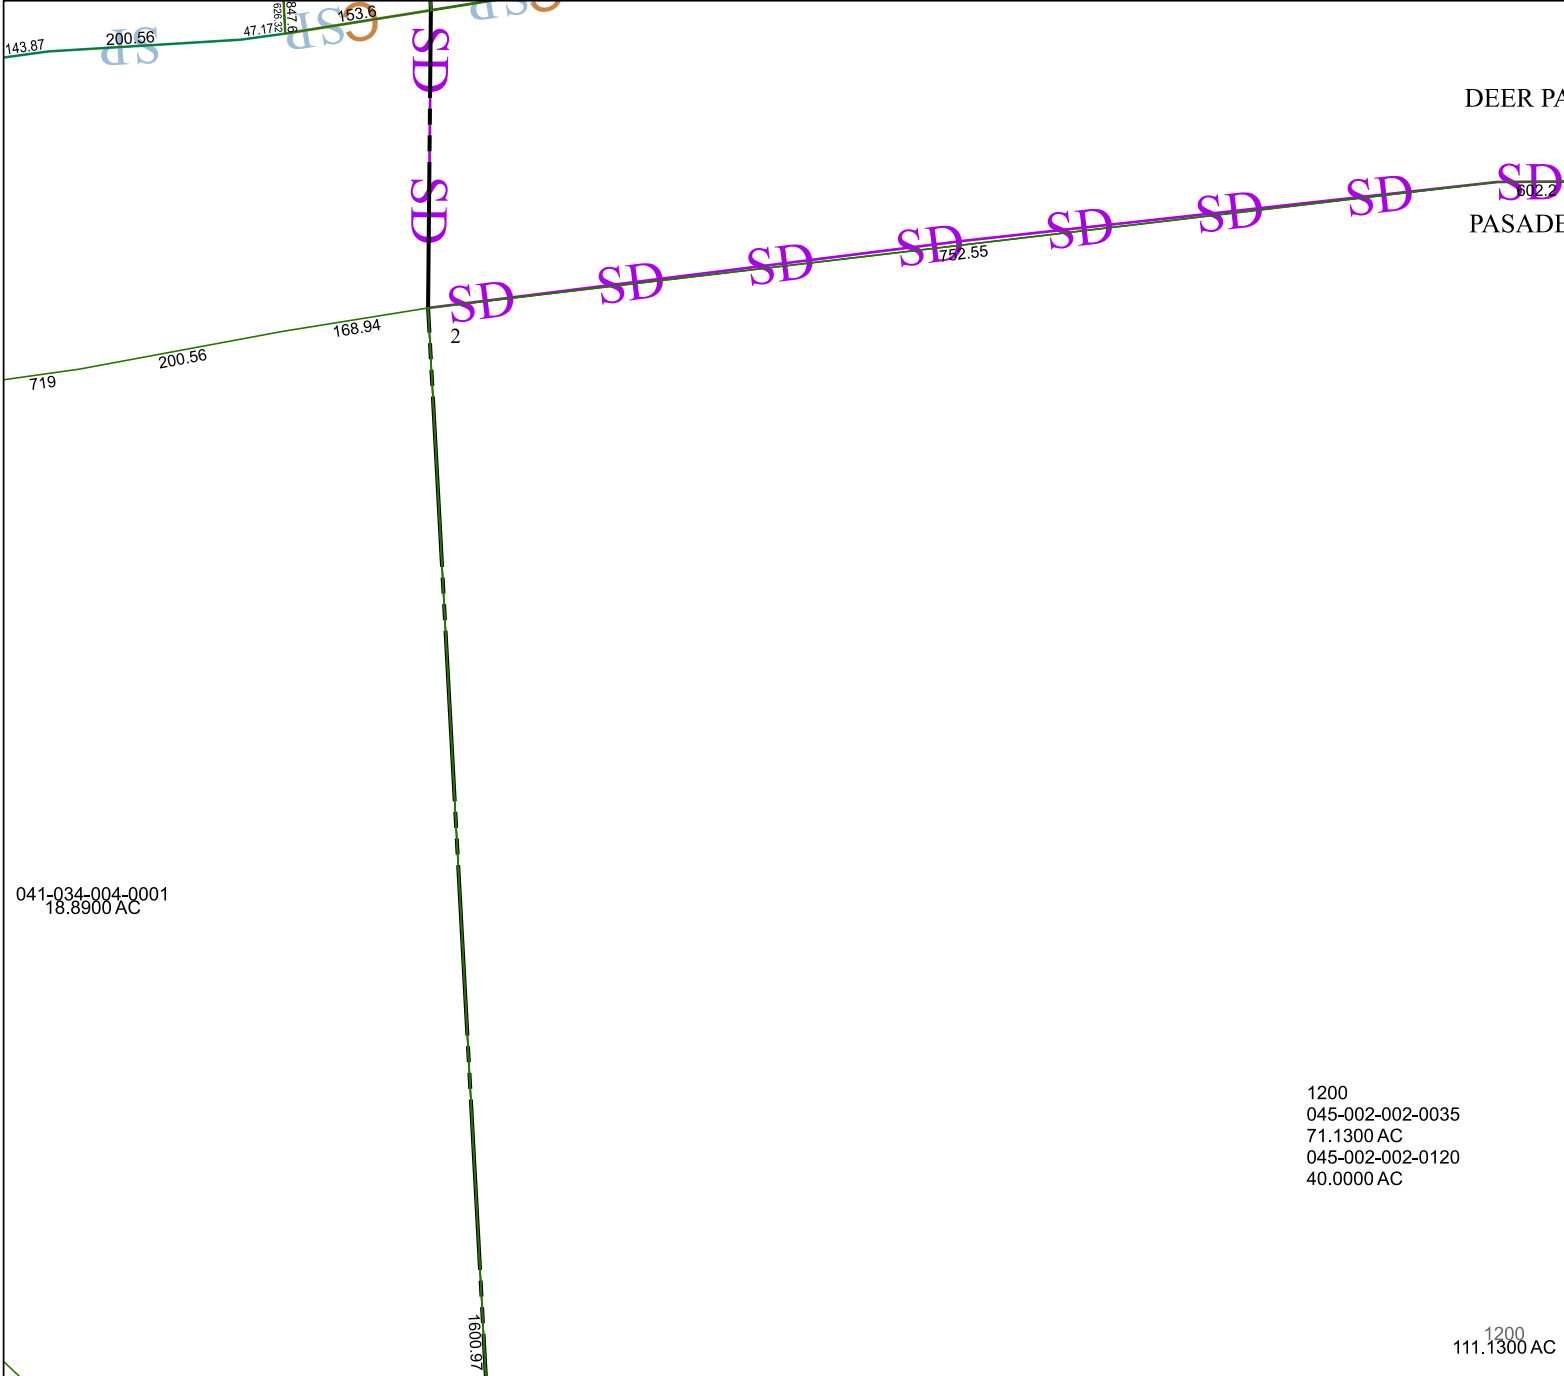 847.6
626.32
153.6
47.17
200.56
143.87
SP
SP
C
SP
C
SD
DEER PA
SD
SD
SD
SD
SD
SD
SD
SD
SD
602.2
PASADE
752.55
168.94
2
200.56
719
041-034-004-0001
18.8900 AC
1200
045-002-002-0035
71.1300 AC
045-002-002-0120
40.0000 AC
1600.97
1200
111.1300 AC